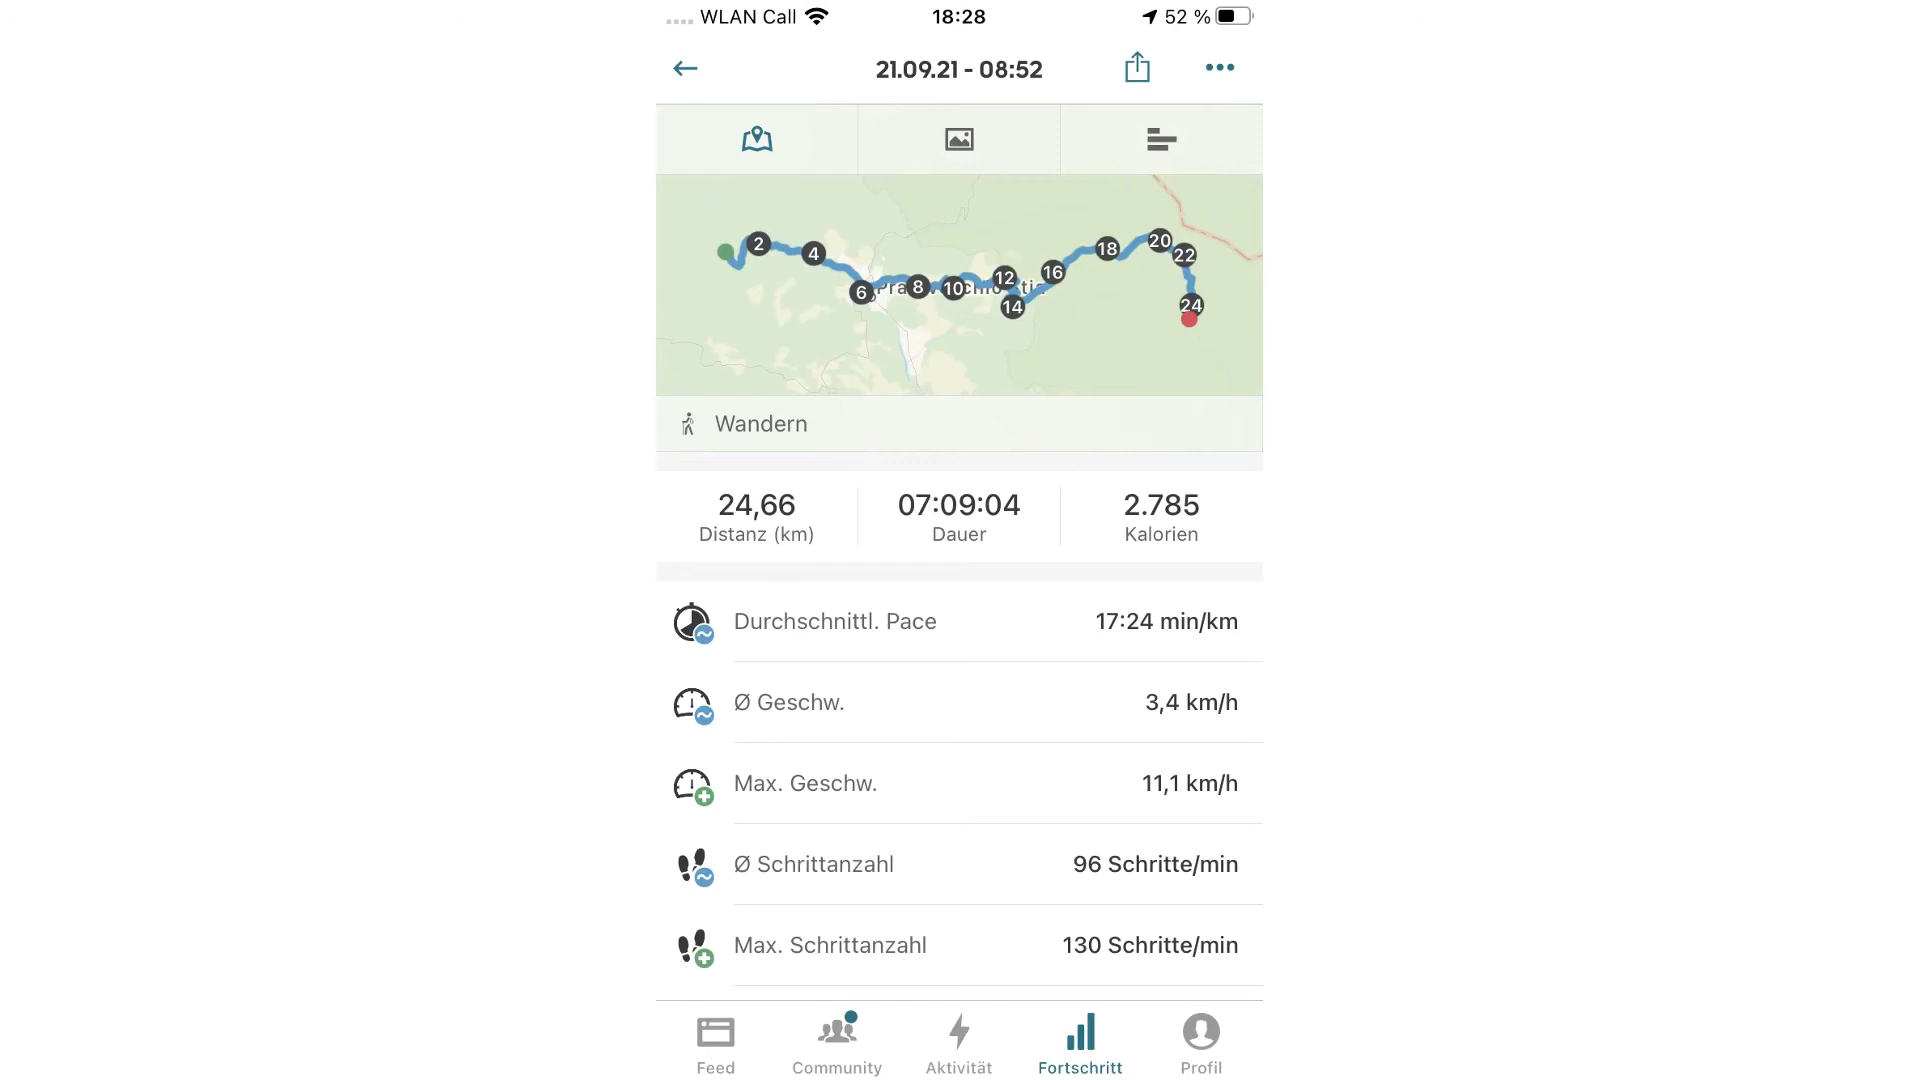 WLAN Call 18:28 52 %
21.09.21 - 08:52
2 4 6 8 10 12 14 16 18 20 22 24
Wandern
24,66 07:09:04 2.785
Distanz (km) Dauer Kalorien
Durchschnittl. Pace 17:24 min/km
Ø Geschw. 3,4 km/h
Max. Geschw. 11,1 km/h
Ø Schrittanzahl 96 Schritte/min
Max. Schrittanzahl 130 Schritte/min
Feed Community Aktivität Fortschritt Profil